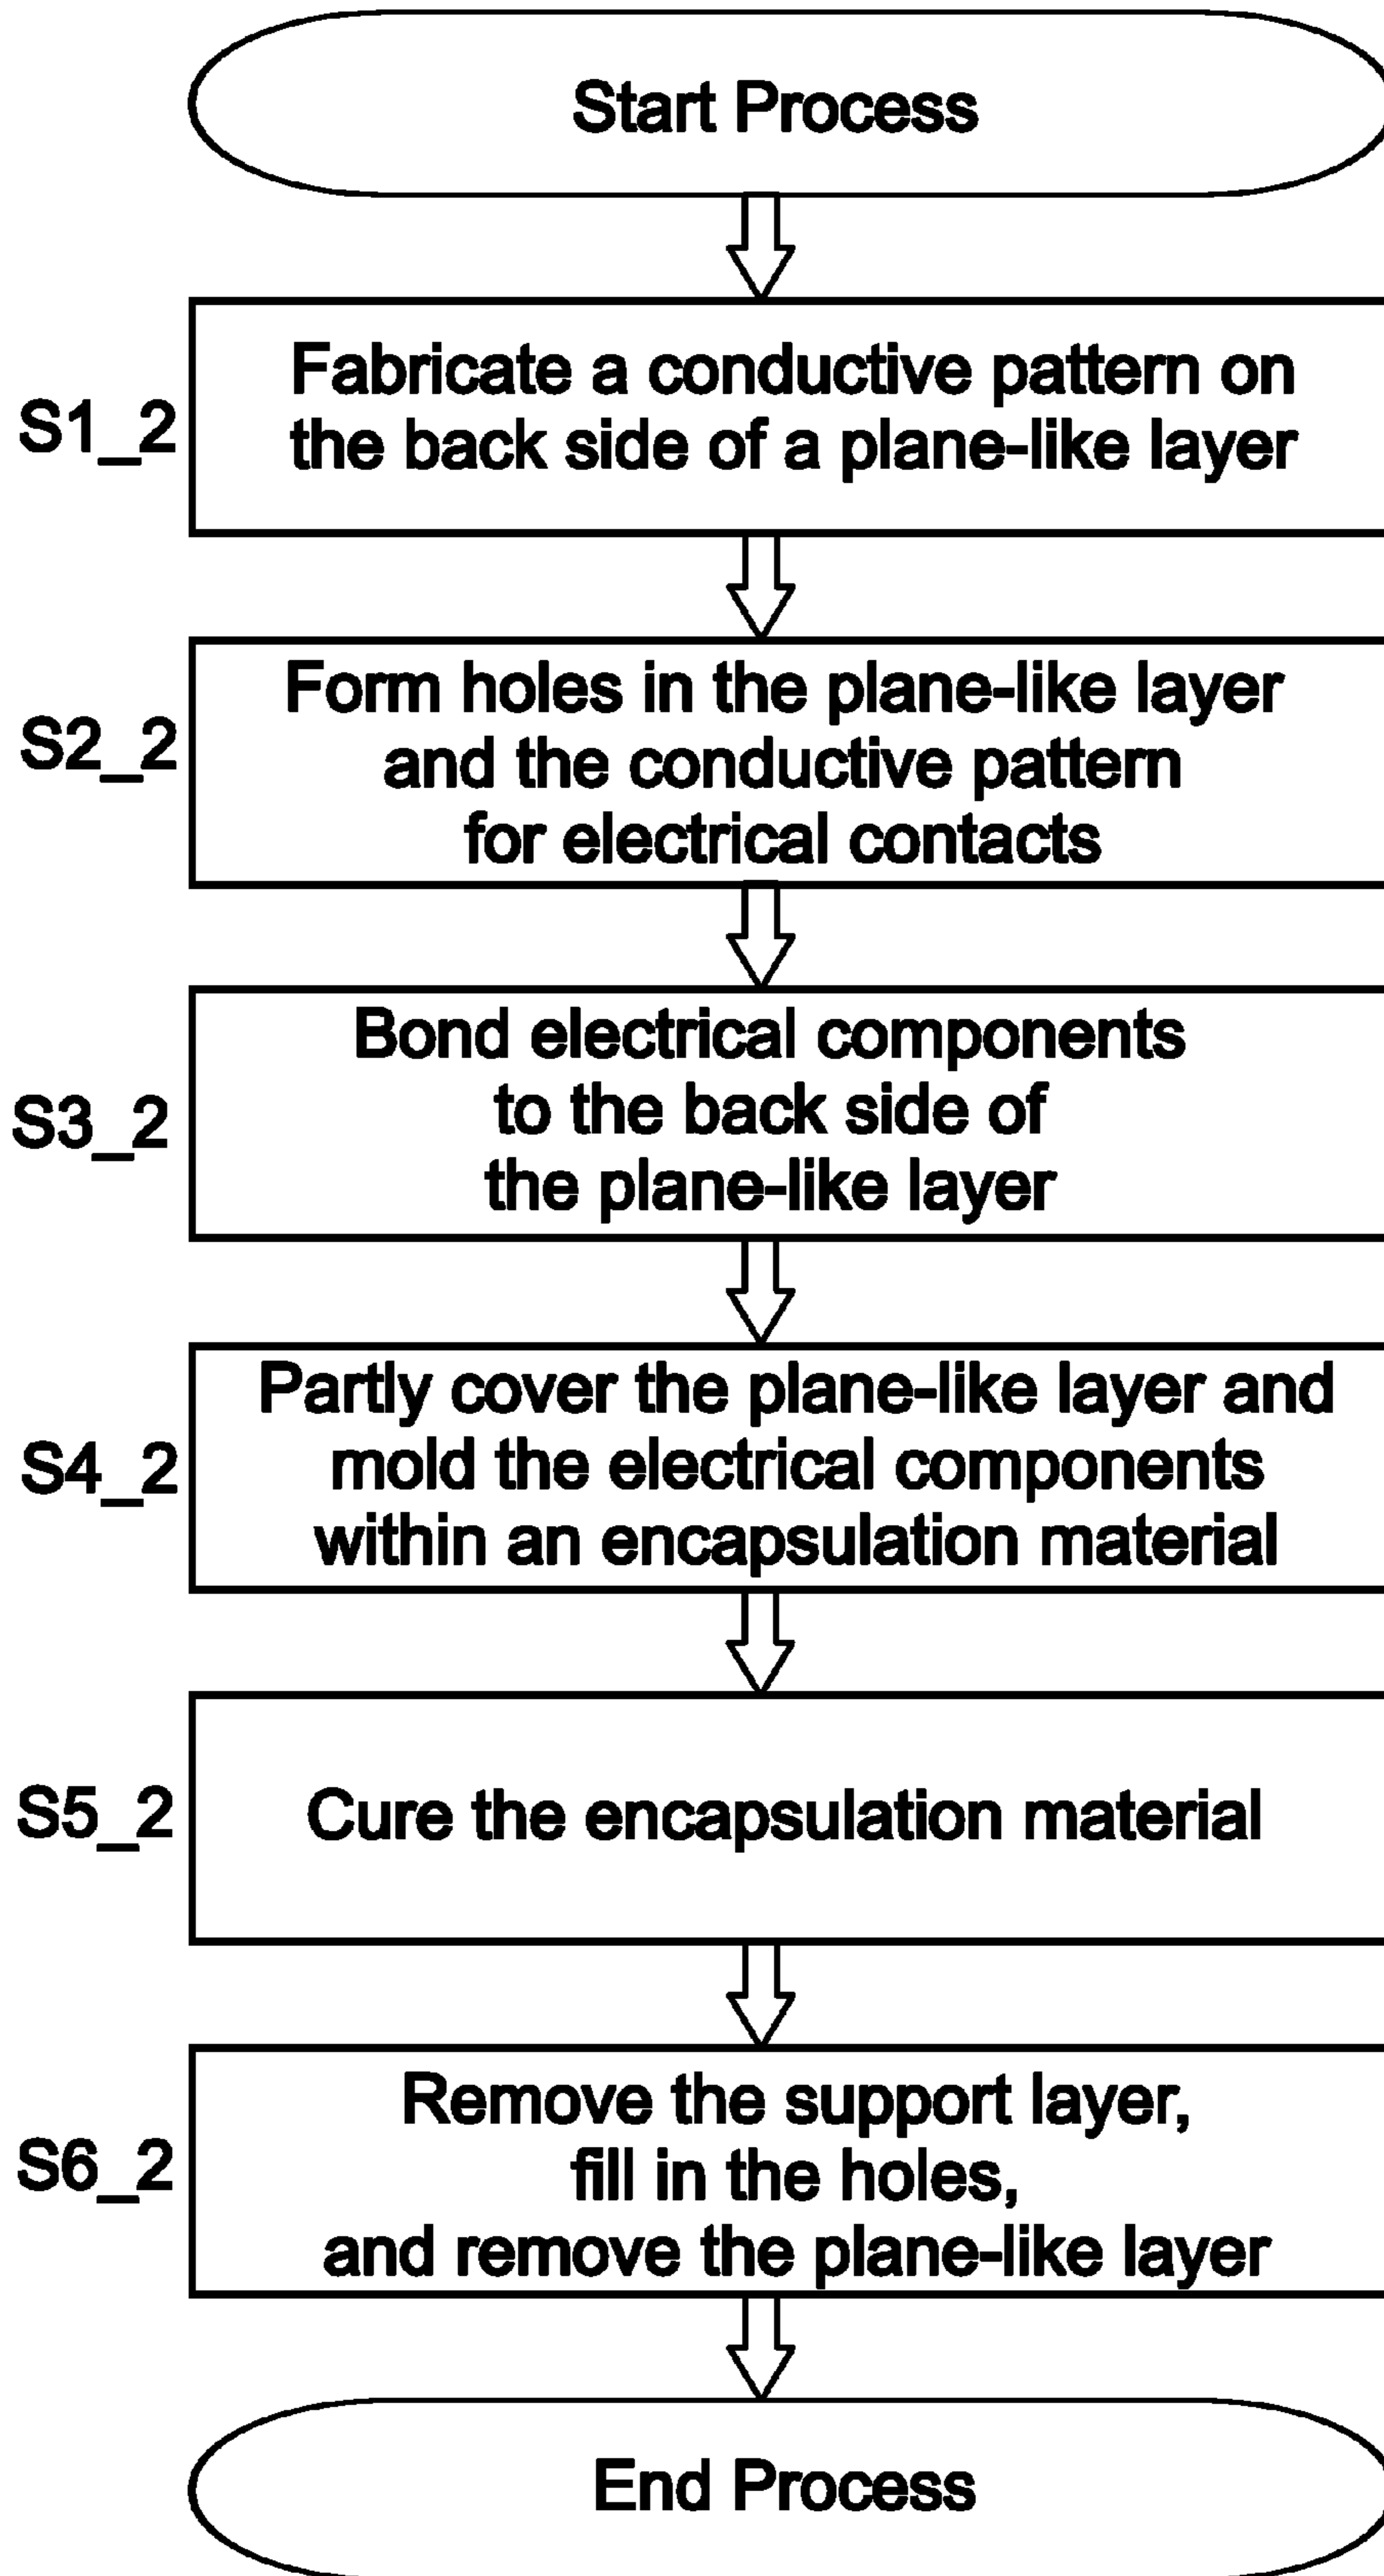 Start Process
S1_2
Fabricate a conductive pattern on
the back side of a plane-like layer
S2_2
Form holes in the plane-like layer
and the conductive pattern
for electrical contacts
S3_2
Bond electrical components
to the back side of
the plane-like layer
S4_2
Partly cover the plane-like layer and
mold the electrical components
within an encapsulation material
S5_2
Cure the encapsulation material
S6_2
Remove the support layer,
fill in the holes,
and remove the plane-like layer
End Process